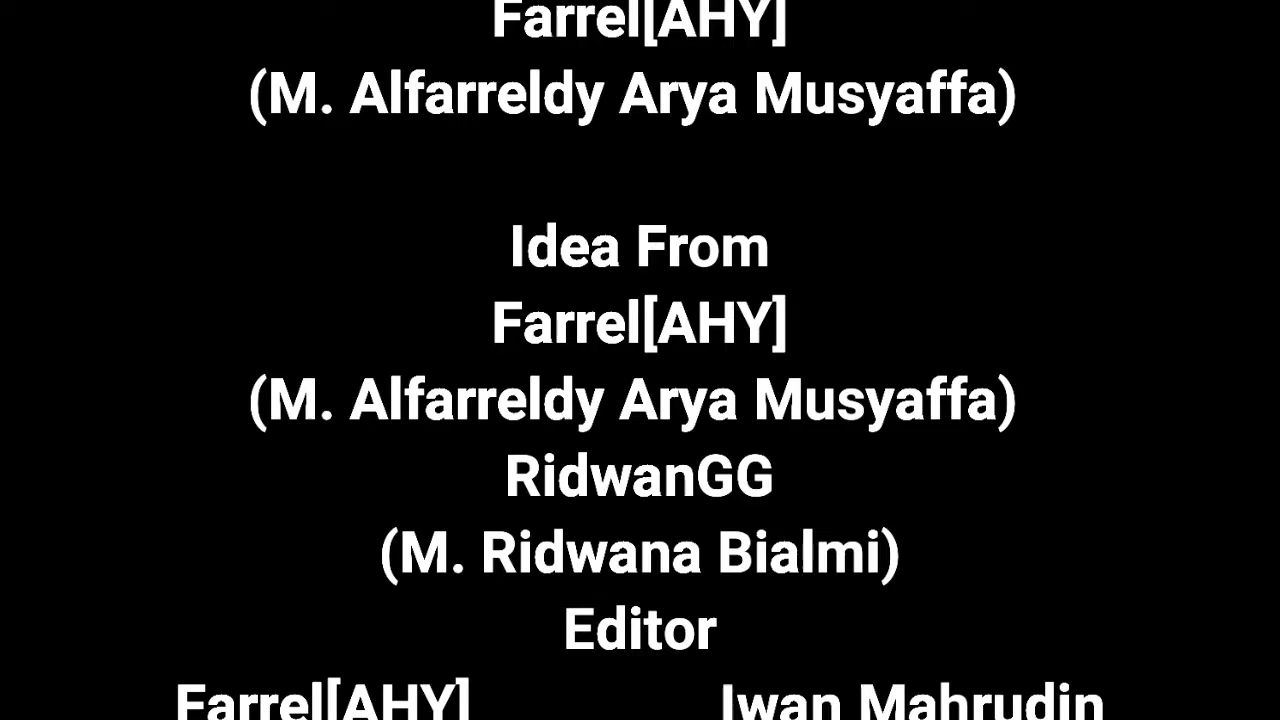 Farrel[AHY]
(M. Alfarreldy Arya Musyaffa)
Idea From
Farrel[AHY]
(M. Alfarreldy Arya Musyaffa)
RidwanGG
(M. Ridwana Bialmi)
Editor
Farrel[AHY] Iwan Mahrudin